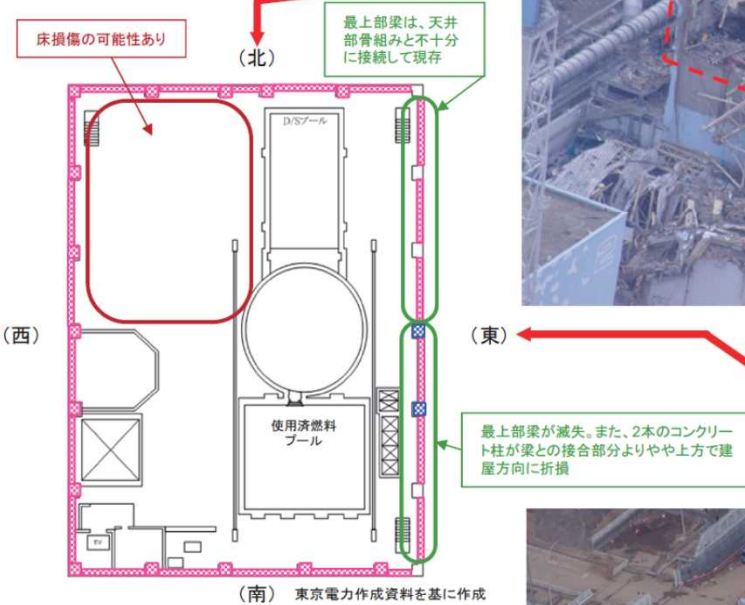 床損傷の可能性あり
(北)
最上部梁は、天井
部骨組みと不十分
に接続して現存
D/Sプール
(西)
(東)
使用済燃料
プール
最上部梁が滅失。また、2本のコンクリー
ト柱が梁との接合部分よりやや上方で建
屋方向に折損
EV
(南) 東京電力作成資料を基に作成